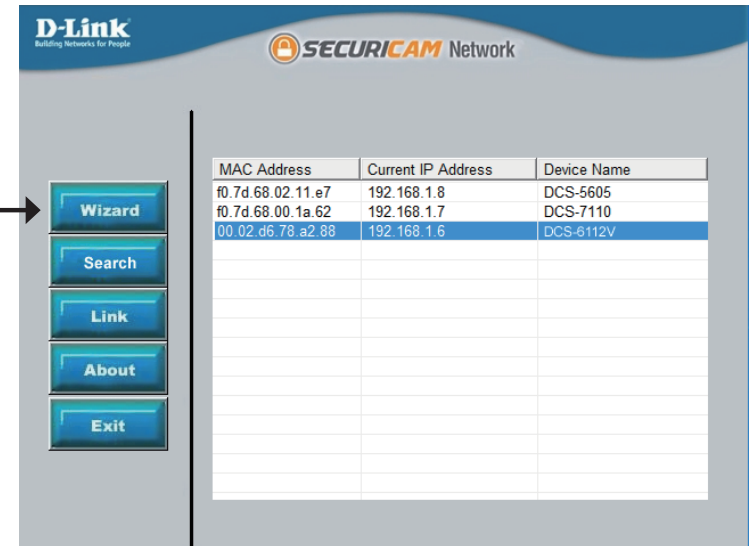 D-Link
Building Networks for People
SECURICAM Network
MAC Address Current IP Address Device Name
f0.7d.68.02.11.e7 192.168.1.8 DCS-5605
f0.7d.68.00.1a.62 192.168.1.7 DCS-7110
00.02.d6.78.a2.88 192.168.1.6 DCS-6112V
Wizard
Search
Link
About
Exit